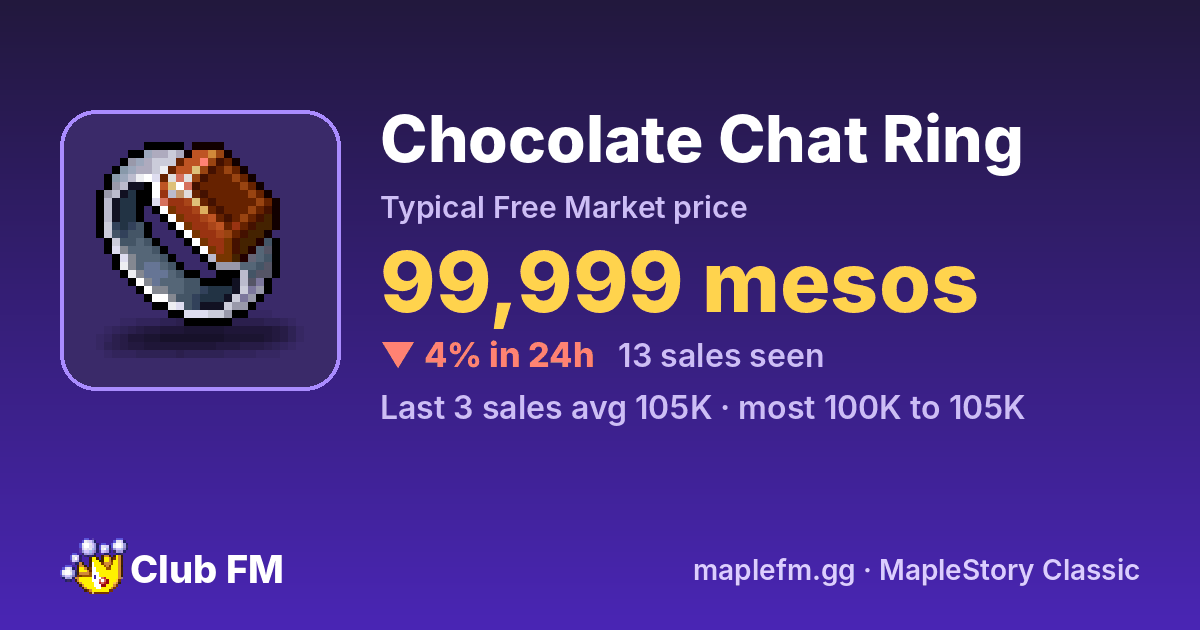 Chocolate Chat Ring
Typical Free Market price
99,999 mesos
▼ 4% in 24h 13 sales seen
Last 3 sales avg 105K · most 100K to 105K
Club FM
maplefm.gg · MapleStory Classic